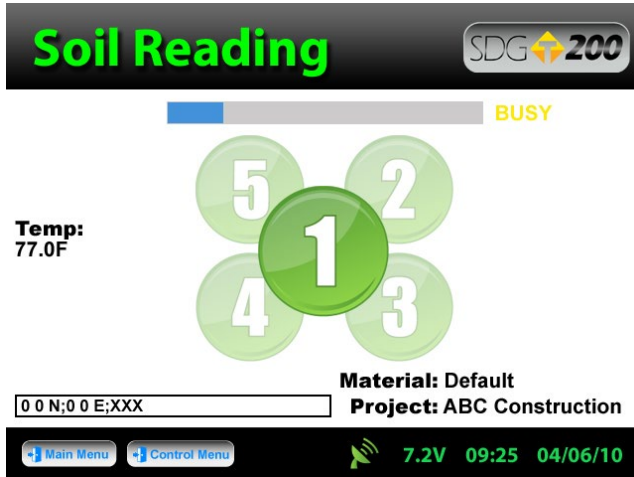 Soil Reading
SDG 200
BUSY
5 2
1
4 3
Temp:
77.0F
Material: Default
0 0 N;0 0 E;XXX
Project: ABC Construction
Main Menu Control Menu 7.2V 09:25 04/06/10